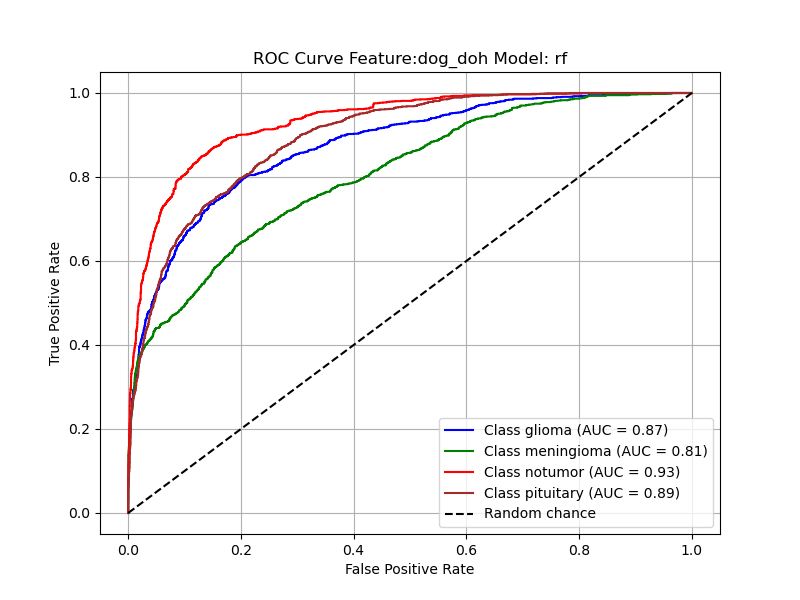 ROC Curve Feature:dog_doh Model: rf
True Positive Rate
1.0
0.8
0.6
0.4
0.2
0.0
Class glioma (AUC = 0.87)
Class meningioma (AUC = 0.81)
Class notumor (AUC = 0.93)
Class pituitary (AUC = 0.89)
Random chance
0.0 0.2 0.4 0.6 0.8 1.0
False Positive Rate